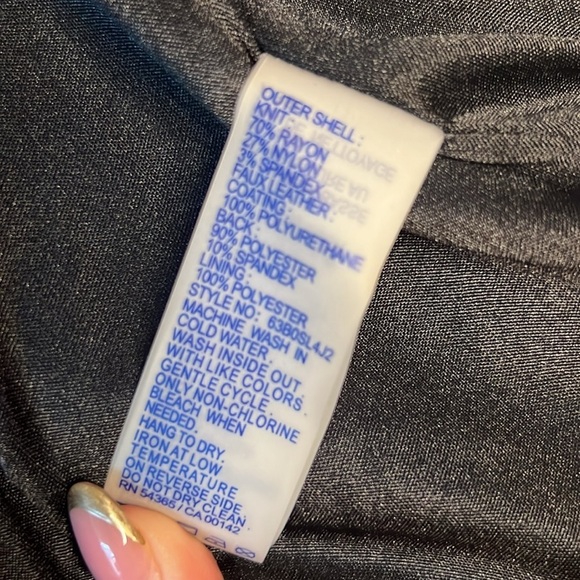 OUTER SHELL :
KNIT :
70% RAYON
27% NYLON
3% SPANDEX
FAUX LEATHER :
COATING :
100% POLYURETHANE
BACK :
90% POLYESTER
10% SPANDEX
LINING :
100% POLYESTER
STYLE NO: 63B0SL4J2
MACHINE WASH IN
COLD WATER.
WASH INSIDE OUT
WITH LIKE COLORS.
GENTLE CYCLE.
ONLY NON-CHLORINE
BLEACH WHEN
NEEDED.
HANG TO DRY.
IRON AT LOW
TEMPERATURE
ON REVERSE SIDE.
DO NOT DRY CLEAN.
RN 54365 / CA 00142